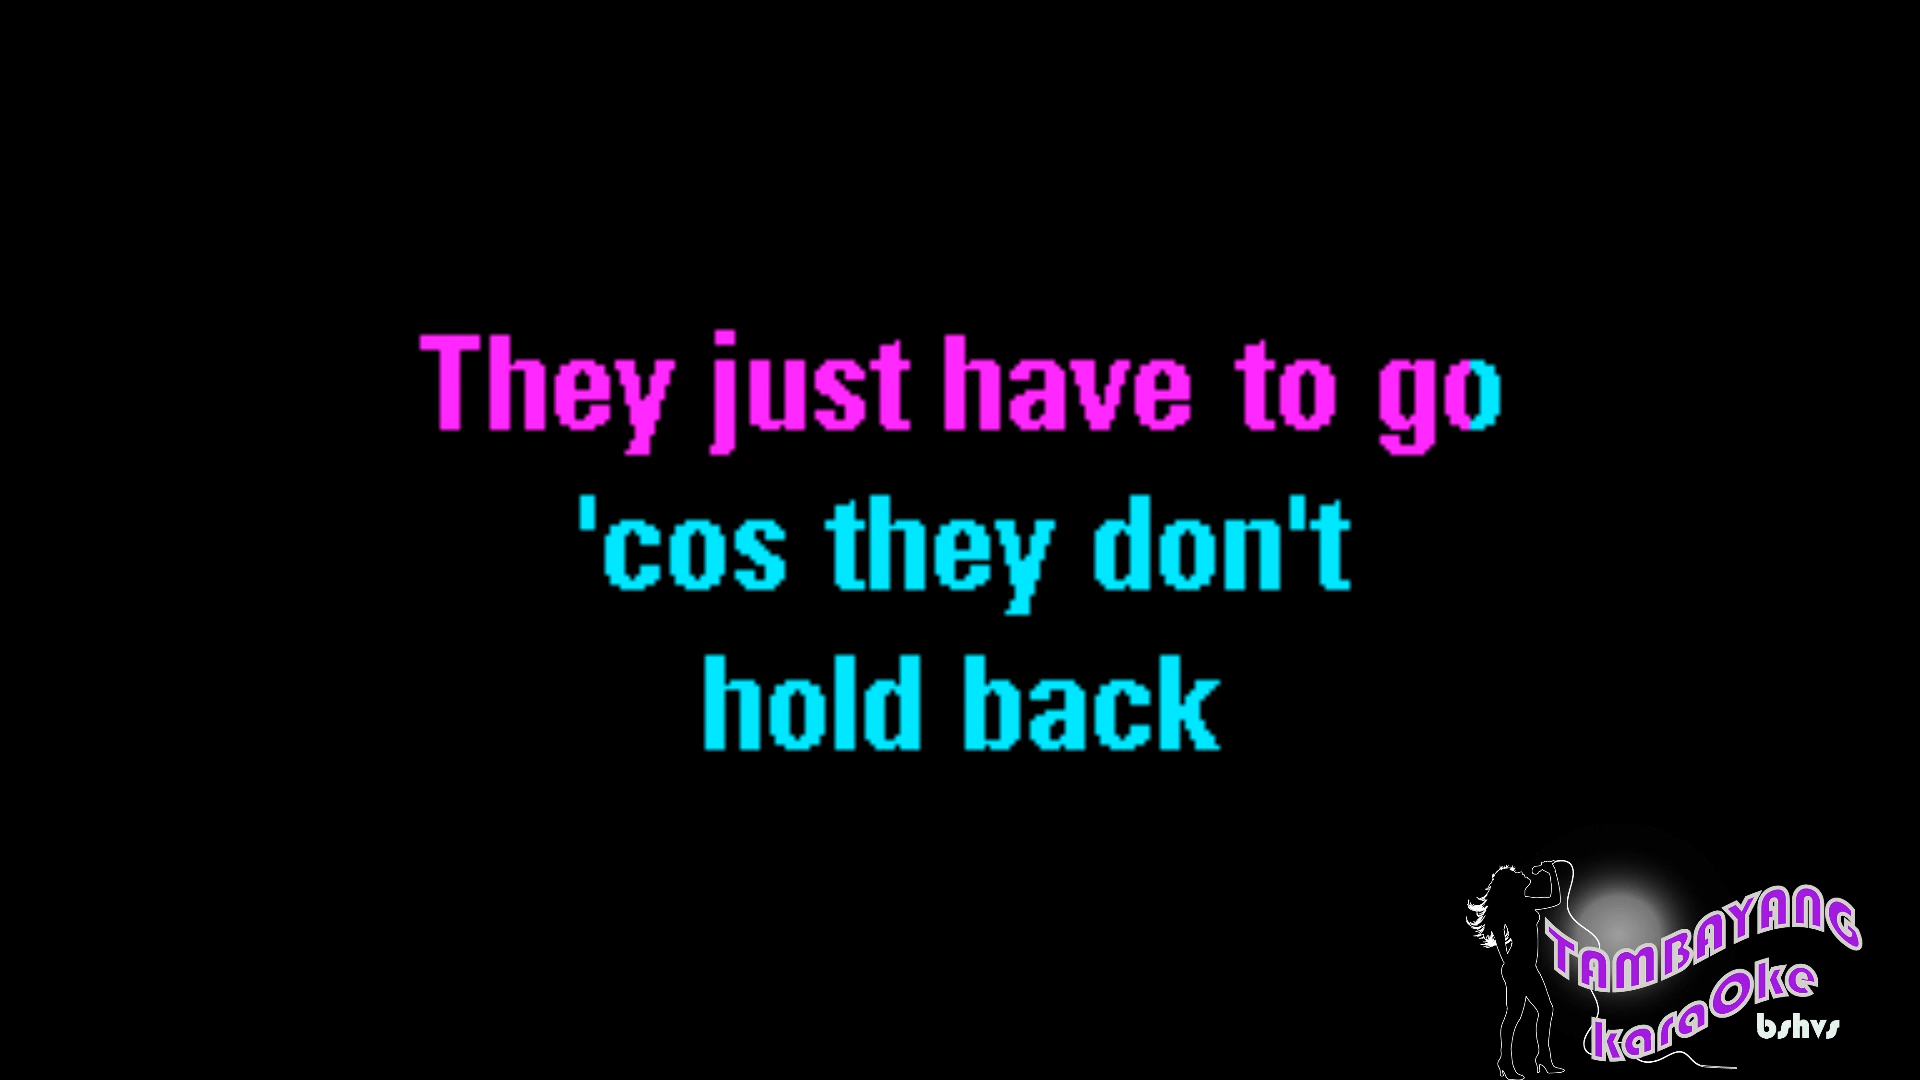 They just have to go
'cos they don't
hold back
TAMBAYANG
karaOke
bshvs